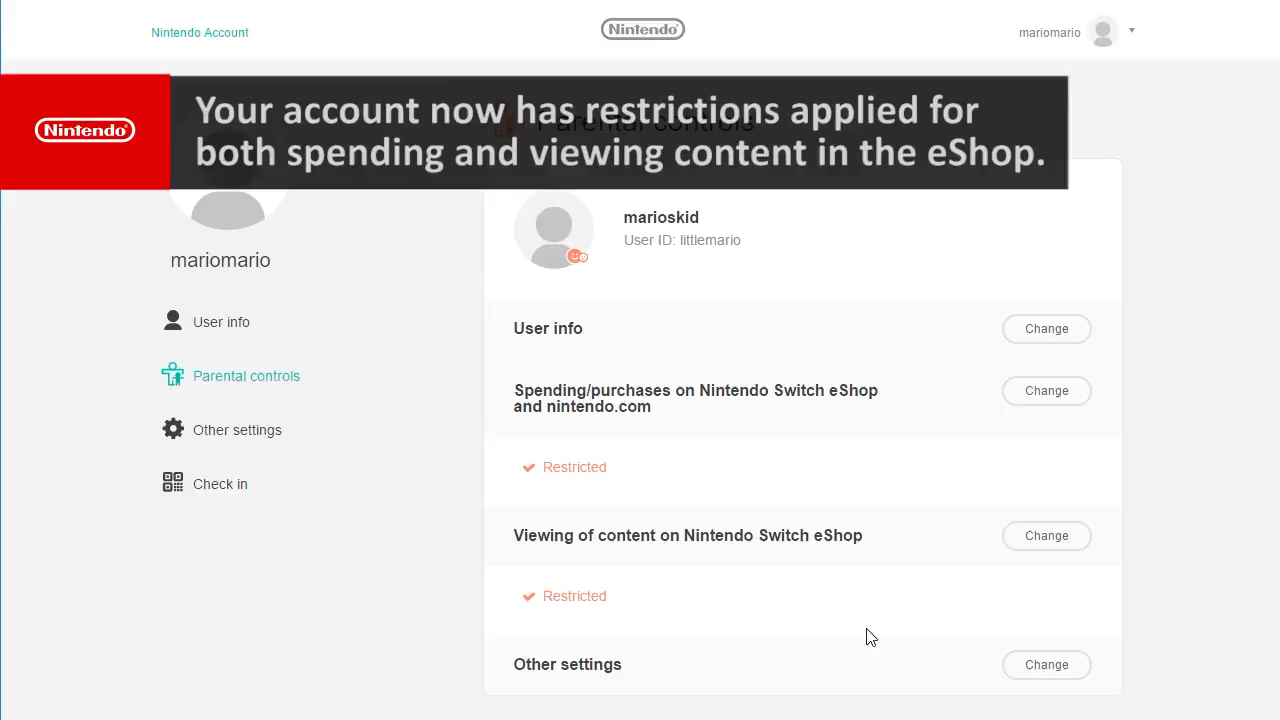 Nintendo Account
Nintendo
mariomario
Nintendo
Your account now has restrictions applied for
both spending and viewing content in the eShop.
Parental controls
mariomario
User info
Parental controls
Other settings
Check in
marioskid
User ID: littlemario
User info
Change
Spending/purchases on Nintendo Switch eShop
and nintendo.com
Change
Restricted
Viewing of content on Nintendo Switch eShop
Change
Restricted
Other settings
Change